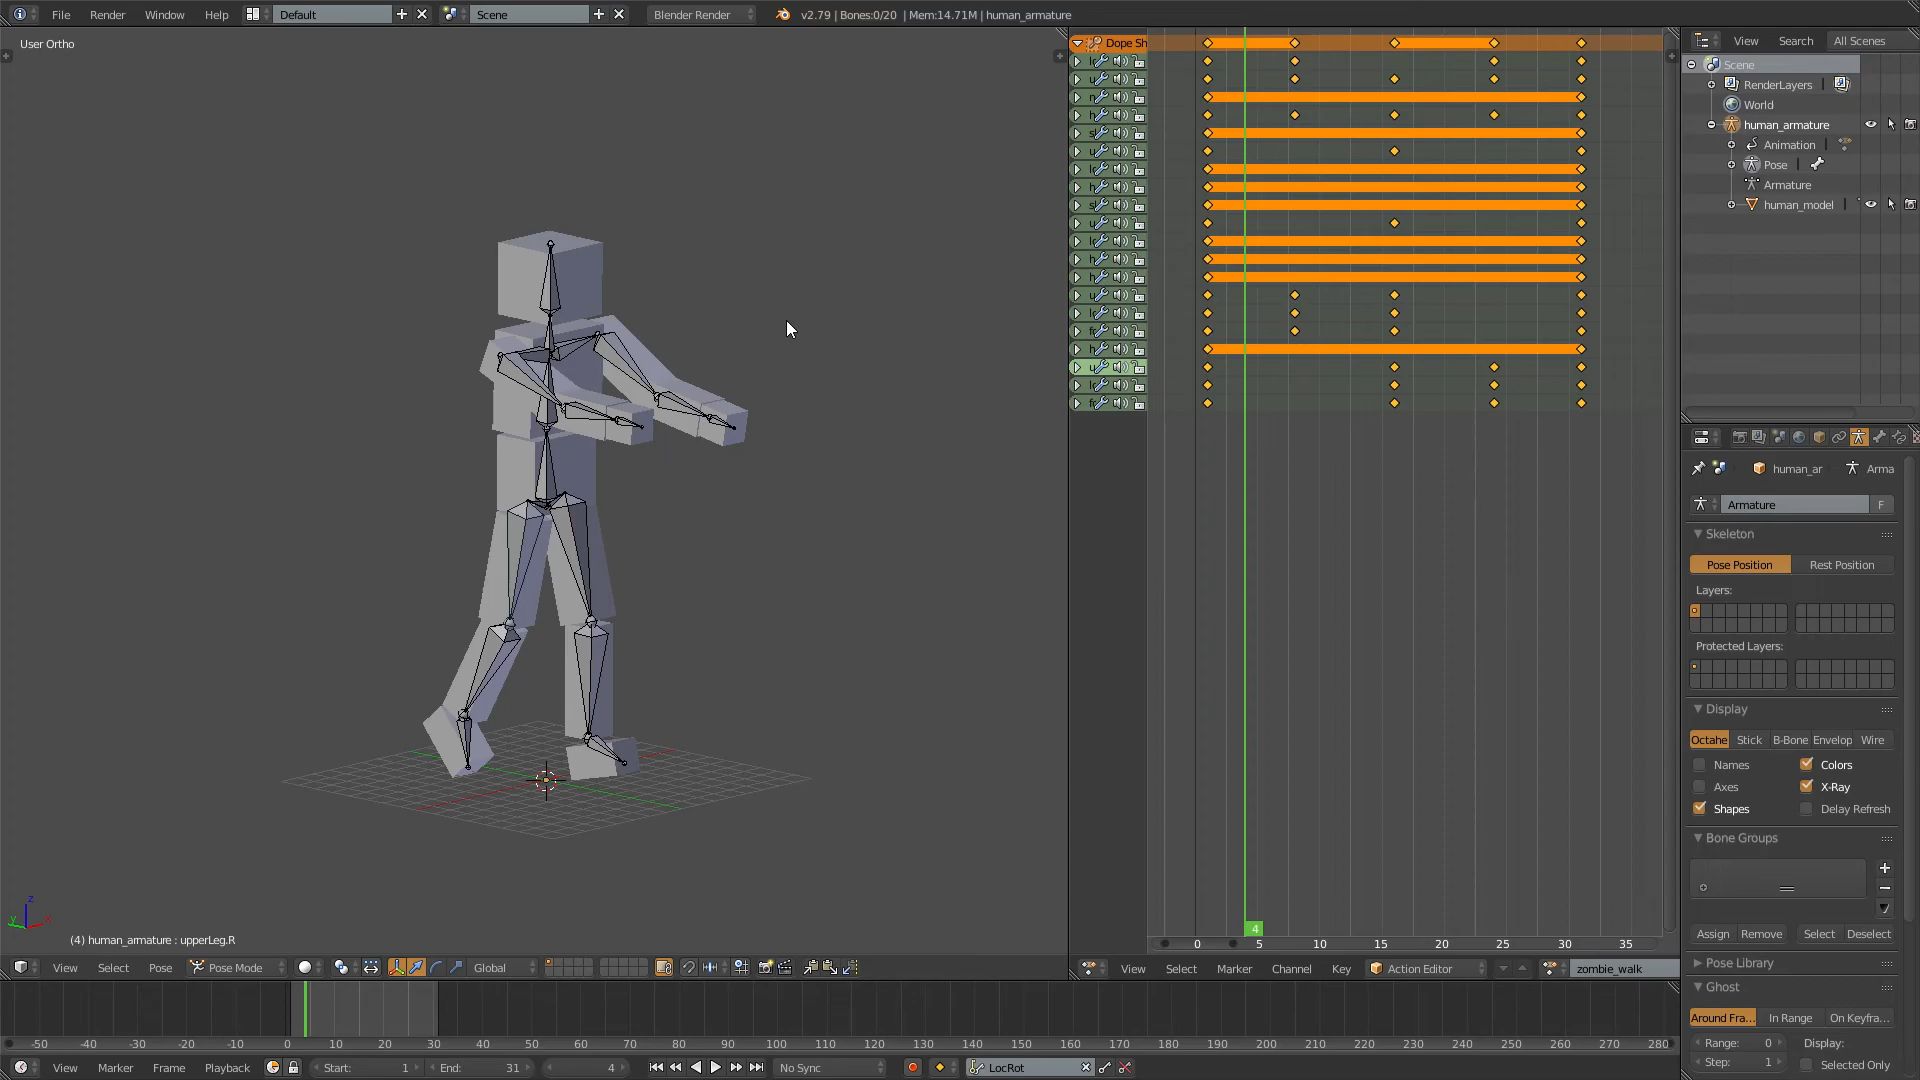 File Render Window Help Default Scene Blender Render v2.79 | Bones:0/20 | Mem:14.71M | human_armature
User Ortho
Dope Sh
View Search All Scenes
Scene
RenderLayers
World
human_armature
Animation
Pose
Armature
human_model
human_ar Arma
Armature F
Skeleton
Pose Position Rest Position
Layers:
Protected Layers:
Display
Octahe Stick B-Bone Envelop Wire
Names Colors
Axes X-Ray
Shapes Delay Refresh
Bone Groups
Assign Remove Select Deselect
Pose Library
Ghost
Around Fra... In Range On Keyfra...
Range: 0 Display:
Step: 1 Selected Only
z
y x
(4) human_armature : upperLeg.R
4
0 5 10 15 20 25 30 35
View Select Pose Pose Mode Global
View Select Marker Channel Key Action Editor zombie_walk
-50 -40 -30 -20 -10 0 10 20 30 40 50 60 70 80 90 100 110 120 130 140 150 160 170 180 190 200 210 220 230 240 250 260 270 280
View Marker Frame Playback Start: 1 End: 31 4 No Sync LocRot